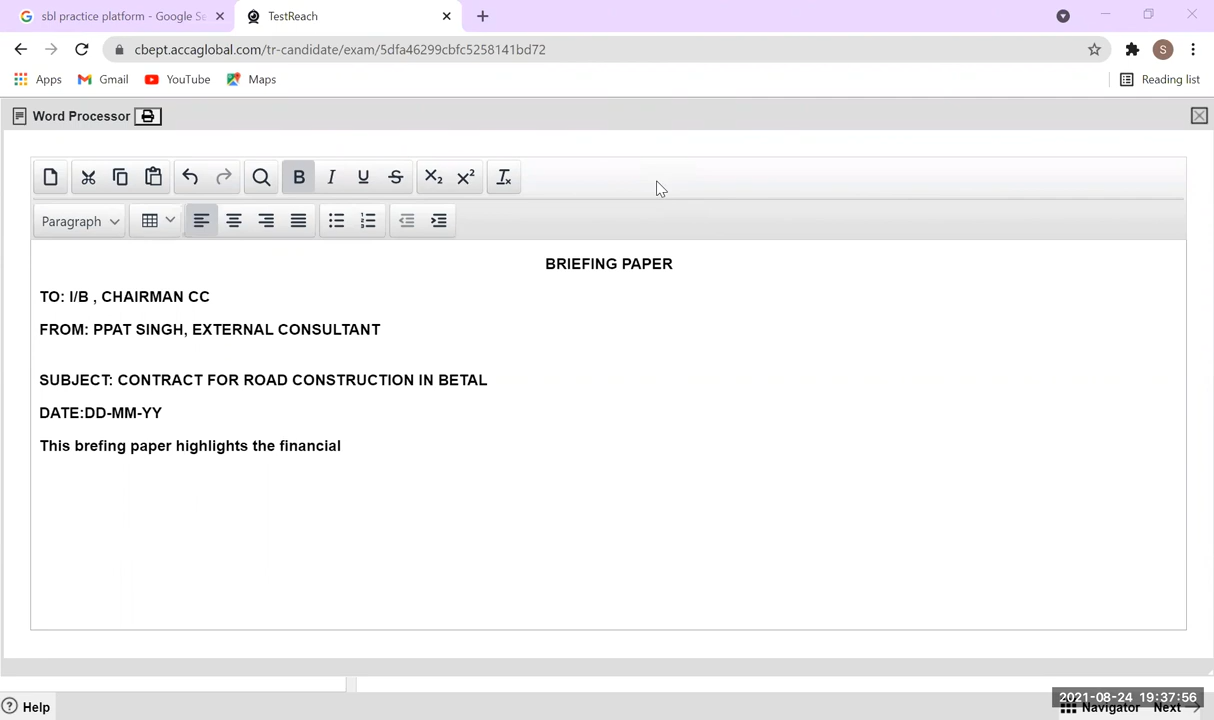 sbl practice platform - Google Se
TestReach
cbept.accaglobal.com/tr-candidate/exam/5dfa46299cbfc5258141bd72
S
Apps
Gmail
YouTube
Maps
Reading list
Word Processor
Paragraph
BRIEFING PAPER
TO: I/B , CHAIRMAN CC
FROM: PPAT SINGH, EXTERNAL CONSULTANT
SUBJECT: CONTRACT FOR ROAD CONSTRUCTION IN BETAL
DATE:DD-MM-YY
This brefing paper highlights the financial
2021-08-24 19:37:56
Help
Navigator
Next